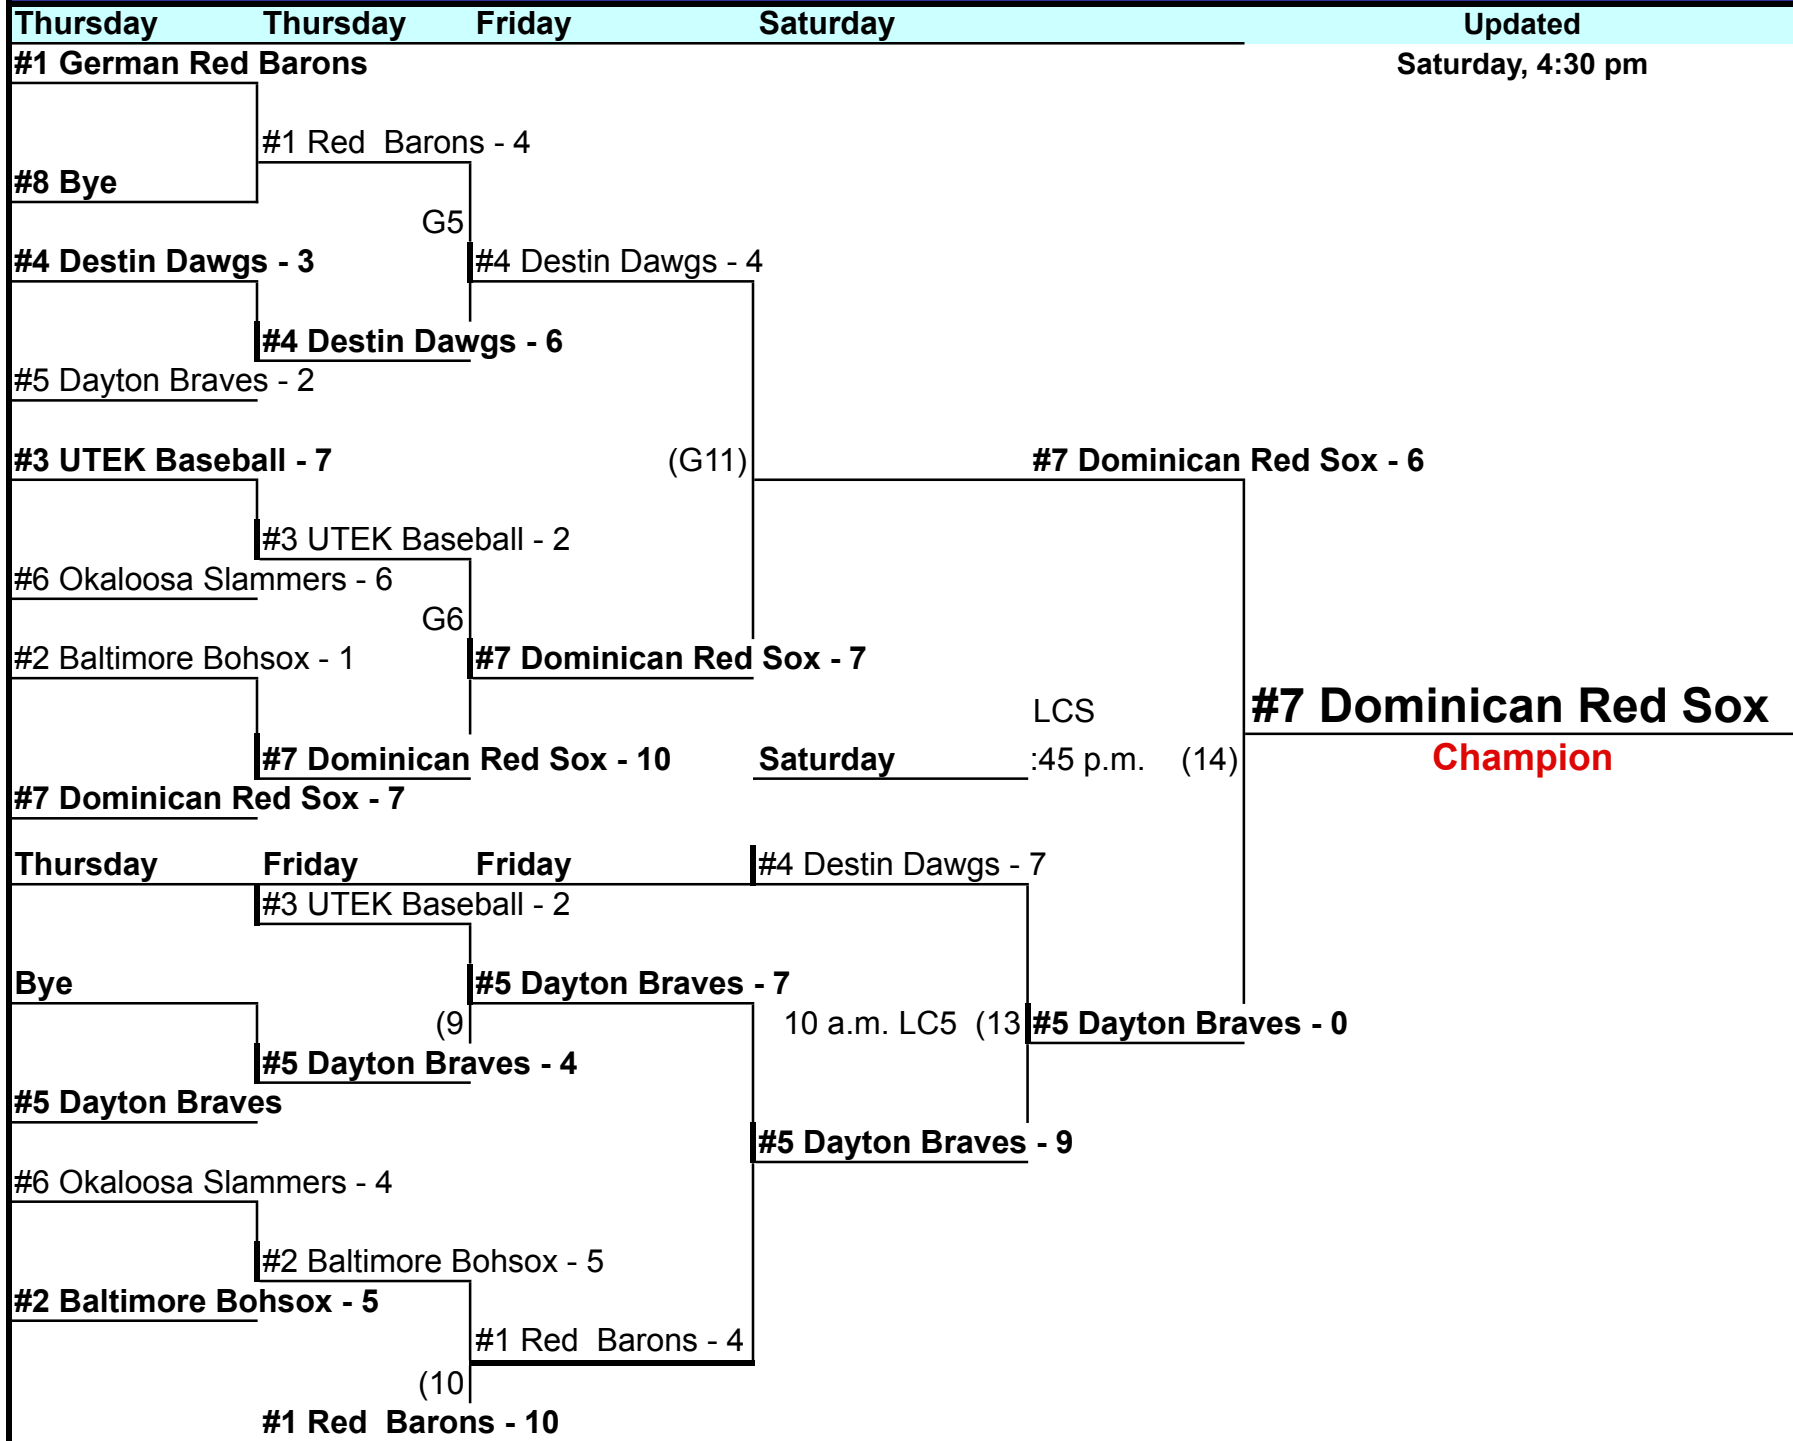 Thursday Thursday Friday Saturday Updated
#1 German Red Barons Saturday, 4:30 pm
#1 Red  Barons - 4
#8 Bye
G5
#4 Destin Dawgs - 3 #4 Destin Dawgs - 4
#4 Destin Dawgs - 6
#5 Dayton Braves - 2
#3 UTEK Baseball - 7 (G11) #7 Dominican Red Sox - 6
#3 UTEK Baseball - 2
#6 Okaloosa Slammers - 6
G6
#2 Baltimore Bohsox - 1 #7 Dominican Red Sox - 7
LCS #7 Dominican Red Sox
#7 Dominican Red Sox - 10 Saturday :45 p.m. (14) Champion
#7 Dominican Red Sox - 7
Thursday Friday Friday #4 Destin Dawgs - 7
#3 UTEK Baseball - 2
Bye #5 Dayton Braves - 7
(9 10 a.m. LC5 (13 #5 Dayton Braves - 0
#5 Dayton Braves - 4
#5 Dayton Braves
#5 Dayton Braves - 9
#6 Okaloosa Slammers - 4
#2 Baltimore Bohsox - 5
#2 Baltimore Bohsox - 5
#1 Red  Barons - 4
(10
#1 Red  Barons - 10